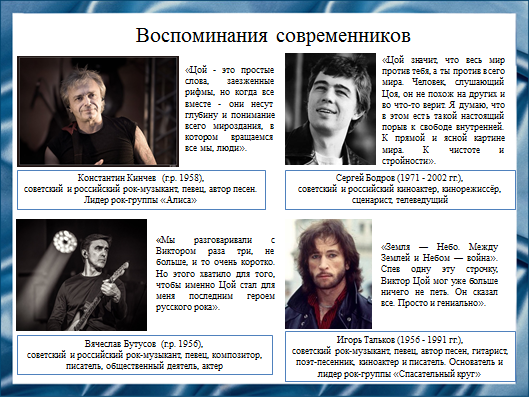 Воспоминания современников
«Цой - это простые
слова, заезженные
рифмы, но когда все
вместе - они несут
глубину и понимание
всего мироздания, в
котором вращаемся
все мы, люди».
Константин Кинчев (г.р. 1958),
советский и российский рок-музыкант, певец, автор песен.
Лидер рок-группы «Алиса»
«Цой значит, что весь мир
против тебя, а ты против всего
мира. Человек, слушающий
Цоя, он не похож на других и
во что-то верит. Я думаю, что
в этом есть такой настоящий
порыв к свободе внутренней.
К прямой и ясной картине
мира. К чистоте и
стройности».
Сергей Бодров (1971 - 2002 гг.),
советский и российский киноактер, кинорежиссёр,
сценарист, телеведущий
«Мы разговаривали с
Виктором раза три, не
больше, и то очень коротко.
Но этого хватило для того,
чтобы именно Цой стал для
меня последним героем
русского рока».
Вячеслав Бутусов (г.р. 1956),
советский и российский рок-музыкант, певец, композитор,
писатель, общественный деятель, актер
«Земля — Небо. Между
Землей и Небом — война».
Спев одну эту строчку,
Виктор Цой мог уже больше
ничего не петь. Он сказал
все. Просто и гениально».
Игорь Тальков (1956 - 1991 гг.),
советский рок-музыкант, певец, автор песен, гитарист,
поэт-песенник, киноактер и писатель. Основатель и
лидер рок-группы «Спасательный круг»